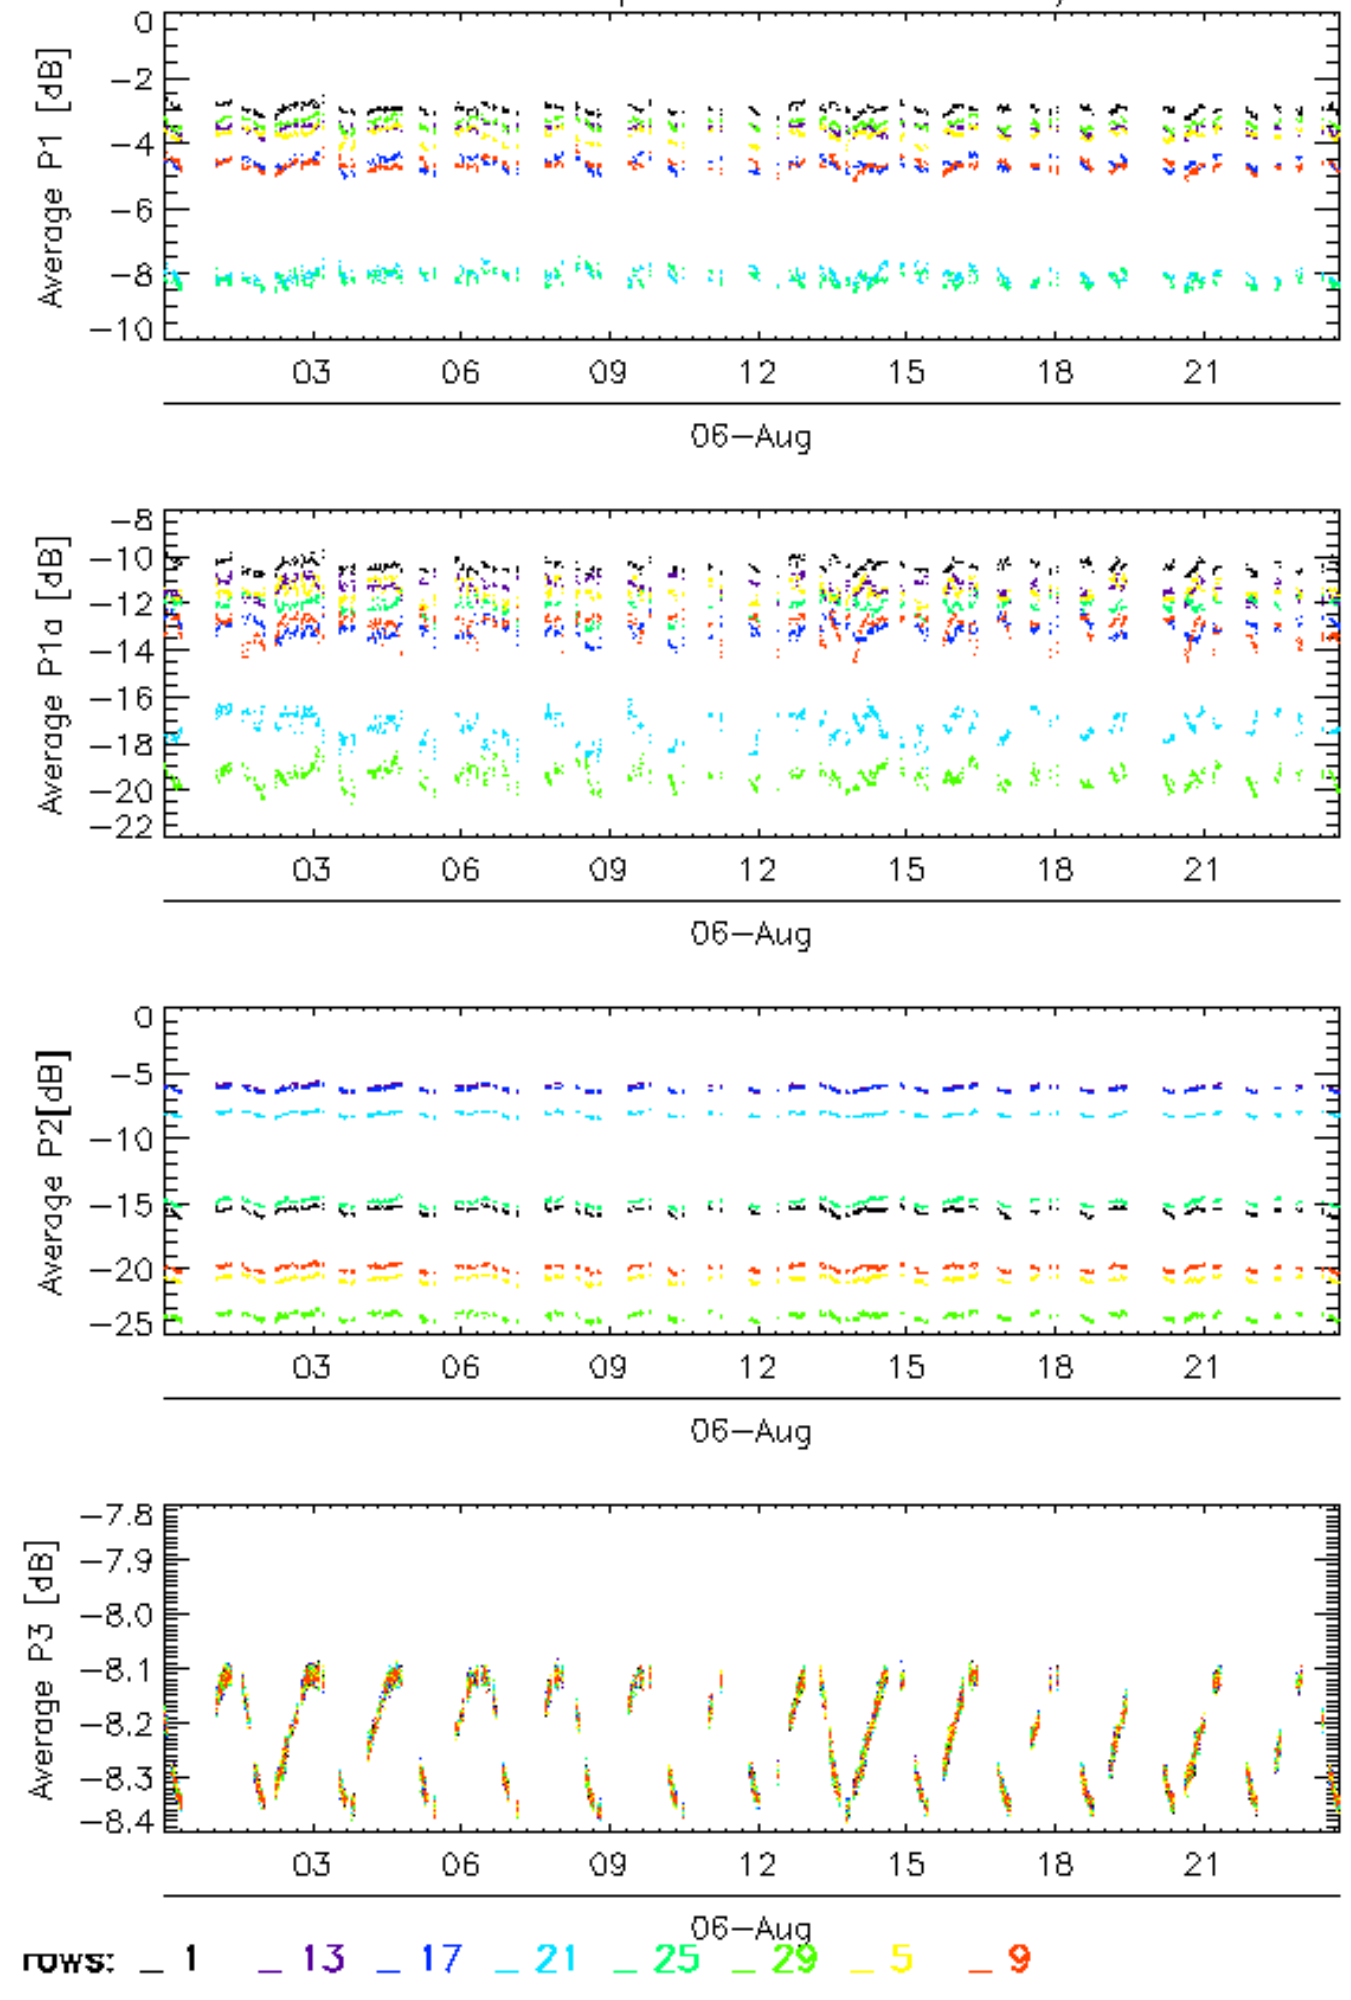 0
-2
-4
-6
-8
-10
Average P1 [dB]
03 06 09 12 15 18 21
06-Aug
-8
-10
-12
-14
-16
-18
-20
-22
Average P1a [dB]
03 06 09 12 15 18 21
06-Aug
0
-5
-10
-15
-20
-25
Average P2[dB]
03 06 09 12 15 18 21
06-Aug
-7.8
-7.9
-8.0
-8.1
-8.2
-8.3
-8.4
Average P3 [dB]
03 06 09 12 15 18 21
06-Aug
rows: _ 1 _ 13 _ 17 _ 21 _ 25 _ 29 _ 5 _ 9